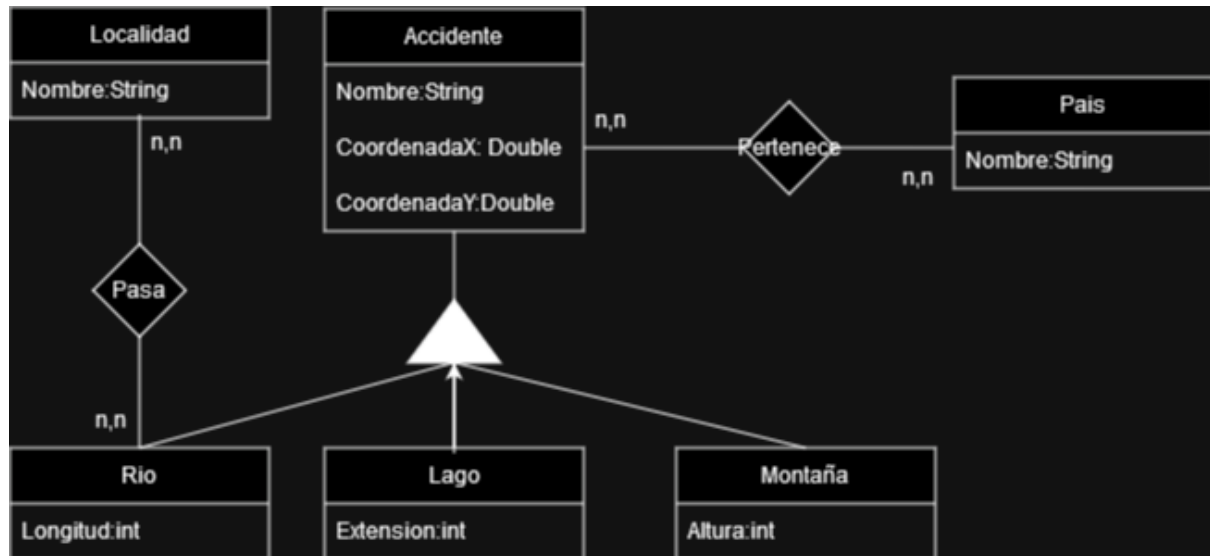 Localidad
Nombre:String
Accidente
Nombre:String
CoordenadaX: Double
CoordenadaY:Double
n,n
Pertenece
n,n
Pais
Nombre:String
n,n
Pasa
n,n
Rio
Longitud:int
Lago
Extension:int
Montaña
Altura:int